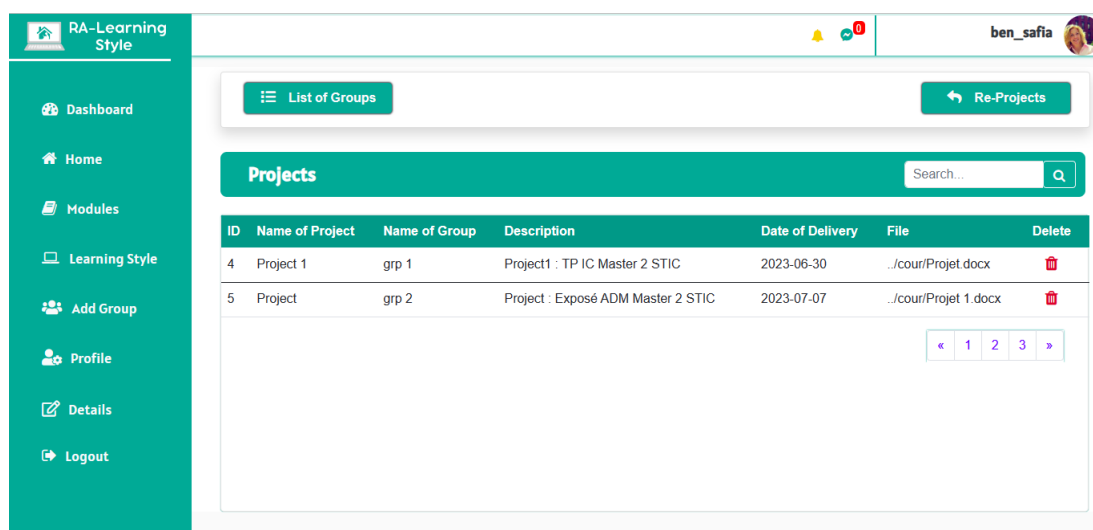 RA-Learning
Style
0
ben_safia
Dashboard
Home
Modules
Learning Style
Add Group
Profile
Details
Logout
List of Groups
Re-Projects
Projects
Search...
ID Name of Project Name of Group Description Date of Delivery File Delete
4 Project 1 grp 1 Project1 : TP IC Master 2 STIC 2023-06-30 ../cour/Projet.docx
5 Project grp 2 Project : Exposé ADM Master 2 STIC 2023-07-07 ../cour/Projet 1.docx
« 1 2 3 »